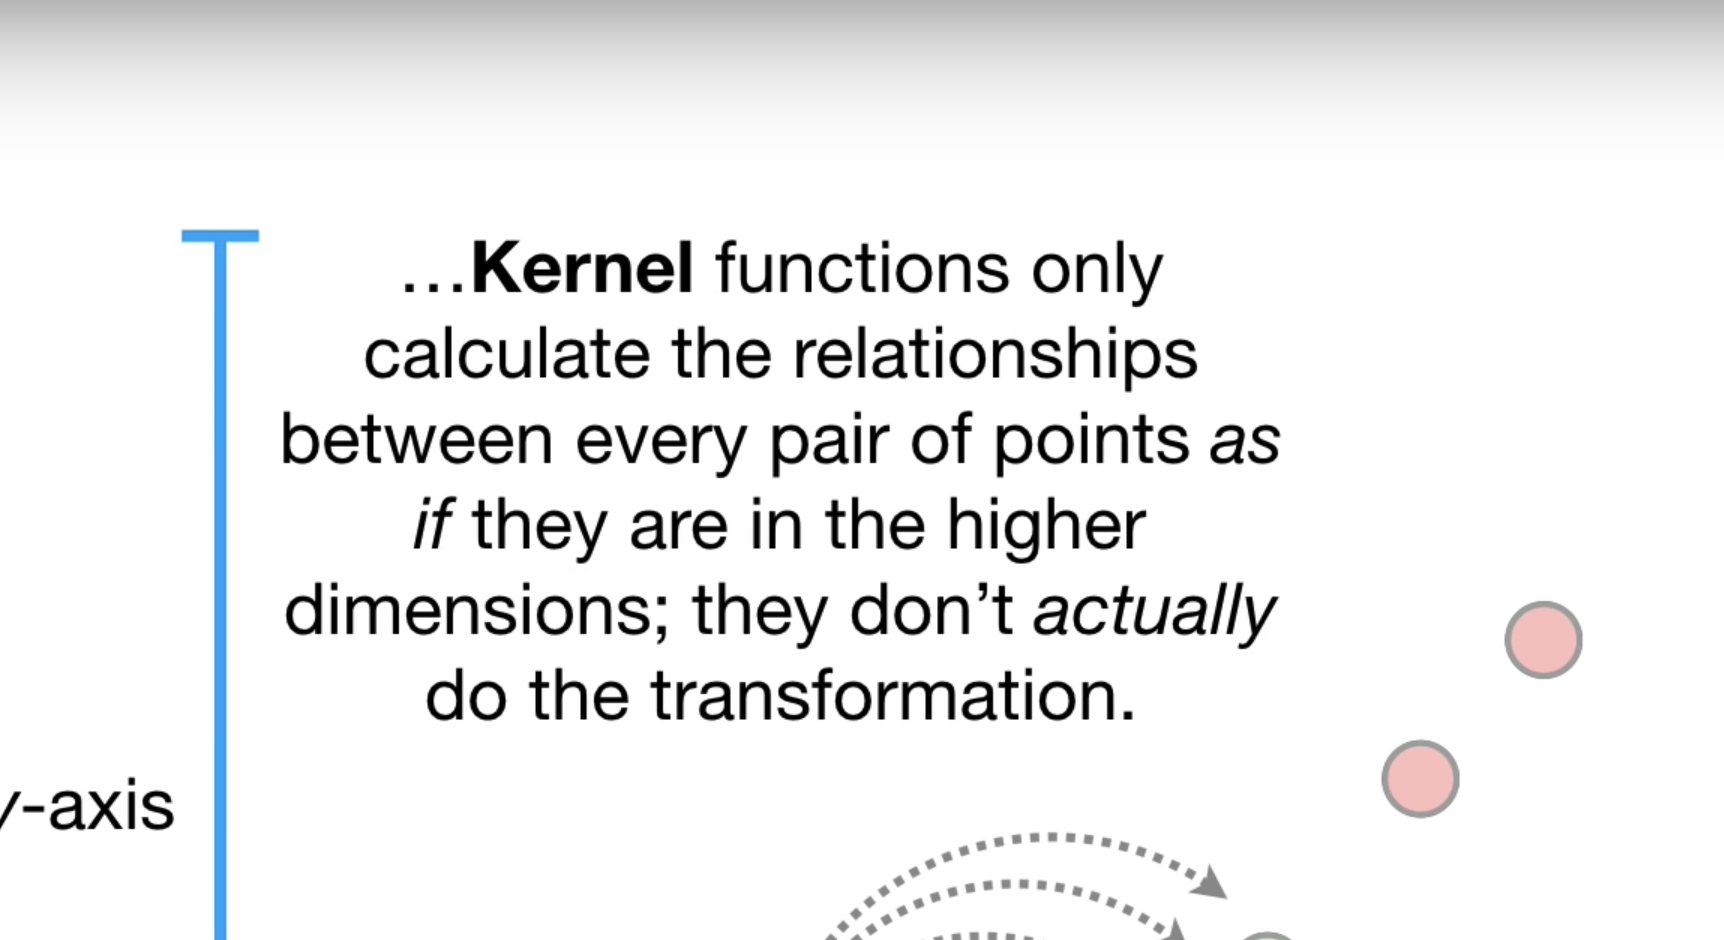 …Kernel functions only
calculate the relationships
between every pair of points as
if they are in the higher
dimensions; they don’t actually
do the transformation.
y-axis